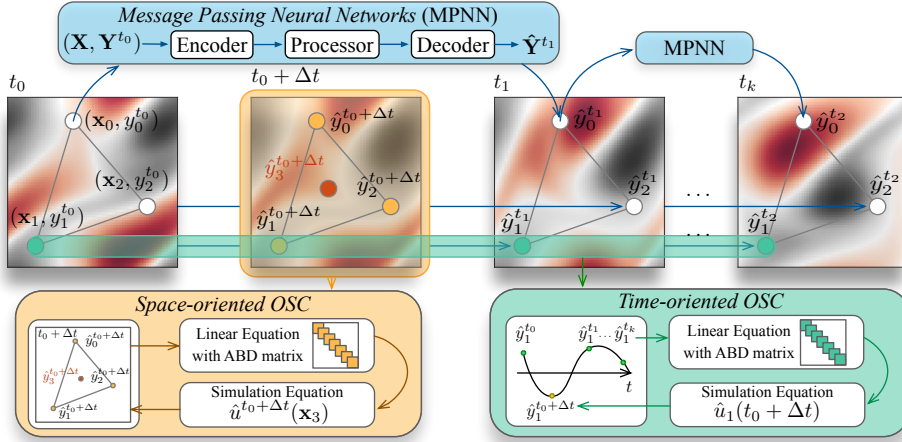 Message Passing Neural Networks (MPNN)
(𝐗, 𝐘^{t_0})
Encoder
Processor
Decoder
𝐘̂^{t_1}
MPNN
t_0
t_0 + Δt
t_1
t_k
(𝐱_0, y_0^{t_0})
(𝐱_2, y_2^{t_0})
(𝐱_1, y_1^{t_0})
ŷ_0^{t_0+Δt}
ŷ_3^{t_0+Δt}
ŷ_2^{t_0+Δt}
ŷ_1^{t_0+Δt}
ŷ_0^{t_1}
ŷ_2^{t_1}
ŷ_1^{t_1}
...
...
ŷ_0^{t_2}
ŷ_2^{t_2}
ŷ_1^{t_2}
Space-oriented OSC
t_0 + Δt
ŷ_0^{t_0+Δt}
ŷ_3^{t_0+Δt}
ŷ_2^{t_0+Δt}
ŷ_1^{t_0+Δt}
Linear Equation
with ABD matrix
Simulation Equation
û^{t_0+Δt}(𝐱_3)
Time-oriented OSC
ŷ_1^{t_0}
ŷ_1^{t_1} ... ŷ_1^{t_k}
t
ŷ_1^{t_0+Δt}
Linear Equation
with ABD matrix
Simulation Equation
û_1(t_0 + Δt)